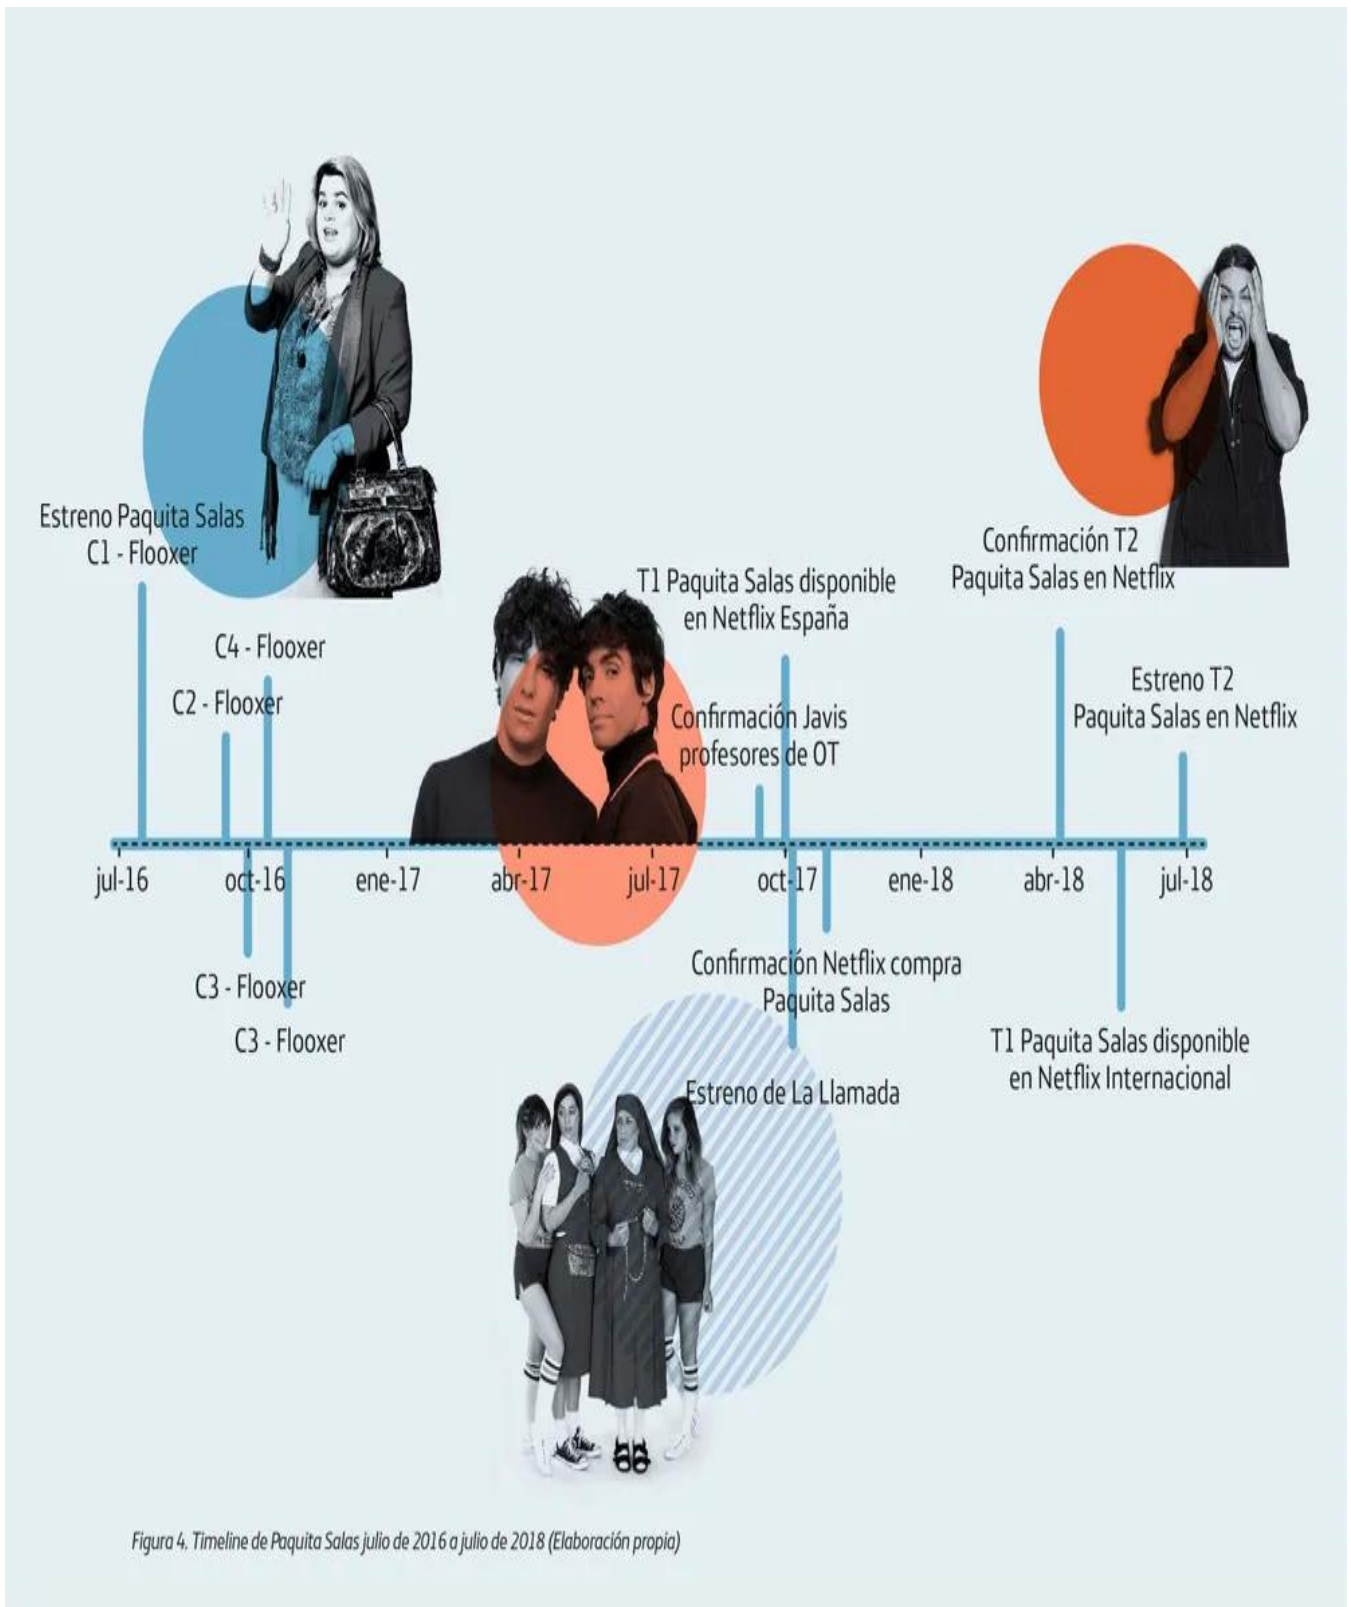 Estreno Paquita Salas
C1 - Flooxer
C4 - Flooxer
C2 - Flooxer
T1 Paquita Salas disponible
en Netflix España
Confirmación Javis
profesores de OT
Confirmación T2
Paquita Salas en Netflix
Estreno T2
Paquita Salas en Netflix
jul-16
oct-16
ene-17
abr-17
jul-17
oct-17
ene-18
abr-18
jul-18
C3 - Flooxer
C3 - Flooxer
Confirmación Netflix compra
Paquita Salas
Estreno de La Llamada
T1 Paquita Salas disponible
en Netflix Internacional
Figura 4. Timeline de Paquita Salas julio de 2016 a julio de 2018 (Elaboración propia)